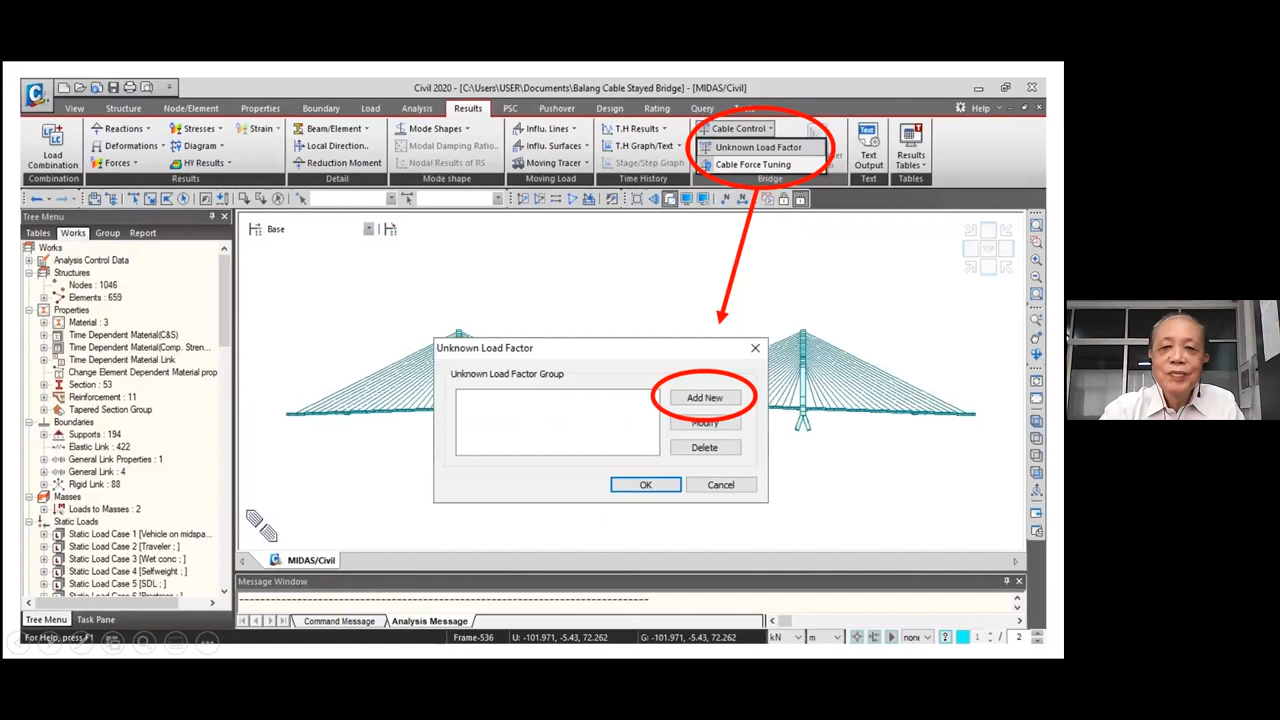 Civil 2020 - [C:\Users\USER\Documents\Balang Cable Stayed Bridge] - [MIDAS/Civil]
View Structure Node/Element Properties Boundary Load Analysis Results PSC Pushover Design Rating Query Help
Load Combination
Reactions
Deformations
Forces
Stresses
Diagram
HY Results
Strain
Beam/Element
Local Direction..
Reduction Moment
Mode Shapes
Modal Damping Ratio..
Nodal Results of RS
Influ. Lines
Influ. Surfaces
Moving Tracer
T.H Results
T.H Graph/Text
Stage/Step Graph
Cable Control
Unknown Load Factor
Cable Force Tuning
Text Output
Results Tables
Combination Results Detail Mode shape Moving Load Time History Bridge Text Tables
Tree Menu
Tables Works Group Report
Works
Analysis Control Data
Structures
Nodes : 1046
Elements : 659
Properties
Material : 3
Time Dependent Material(C&S)
Time Dependent Material(Comp. Stren...
Time Dependent Material Link
Change Element Dependent Material prop
Section : 53
Reinforcement : 11
Tapered Section Group
Boundaries
Supports : 194
Elastic Link : 422
General Link Properties : 1
General Link : 4
Rigid Link : 88
Masses
Loads to Masses : 2
Static Loads
Static Load Case 1 [Vehicle on midspa...
Static Load Case 2 [Traveler ; ]
Static Load Case 3 [Wet conc ; ]
Static Load Case 4 [Selfweight ; ]
Static Load Case 5 [SDL ; ]
Tree Menu Task Pane
Base
TOP
Unknown Load Factor
Unknown Load Factor Group
Add New
Modify
Delete
OK Cancel
MIDAS/Civil
Message Window
Command Message Analysis Message
For Help, press F1
Frame-536 U: -101.971, -5.43, 72.262 G: -101.971, -5.43, 72.262 kN m none 1 / 2